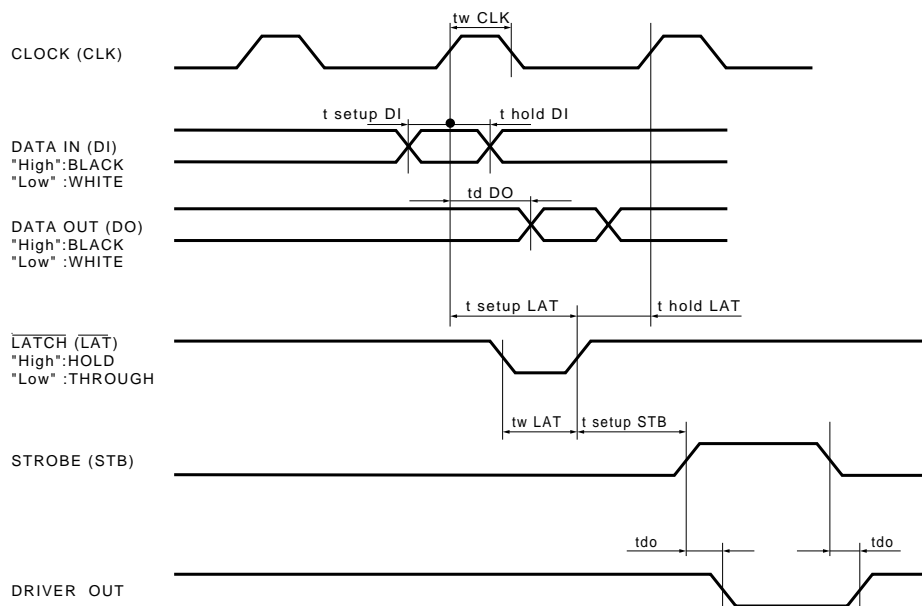 tw CLK
CLOCK (CLK)
t setup DI
t hold DI
DATA IN (DI)
"High":BLACK
"Low" :WHITE
td DO
DATA OUT (DO)
"High":BLACK
"Low" :WHITE
t setup LAT
t hold LAT
LATCH (LAT)
"High":HOLD
"Low" :THROUGH
tw LAT
t setup STB
STROBE (STB)
tdo
tdo
DRIVER OUT